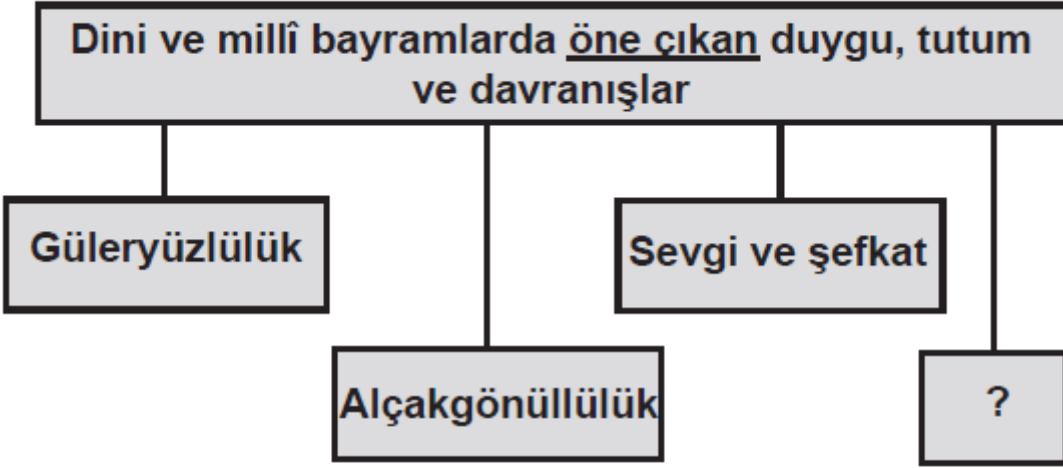 Dini ve millî bayramlarda öne çıkan duygu, tutum
ve davranışlar
Güleryüzlülük
Sevgi ve şefkat
Alçakgönüllülük
?